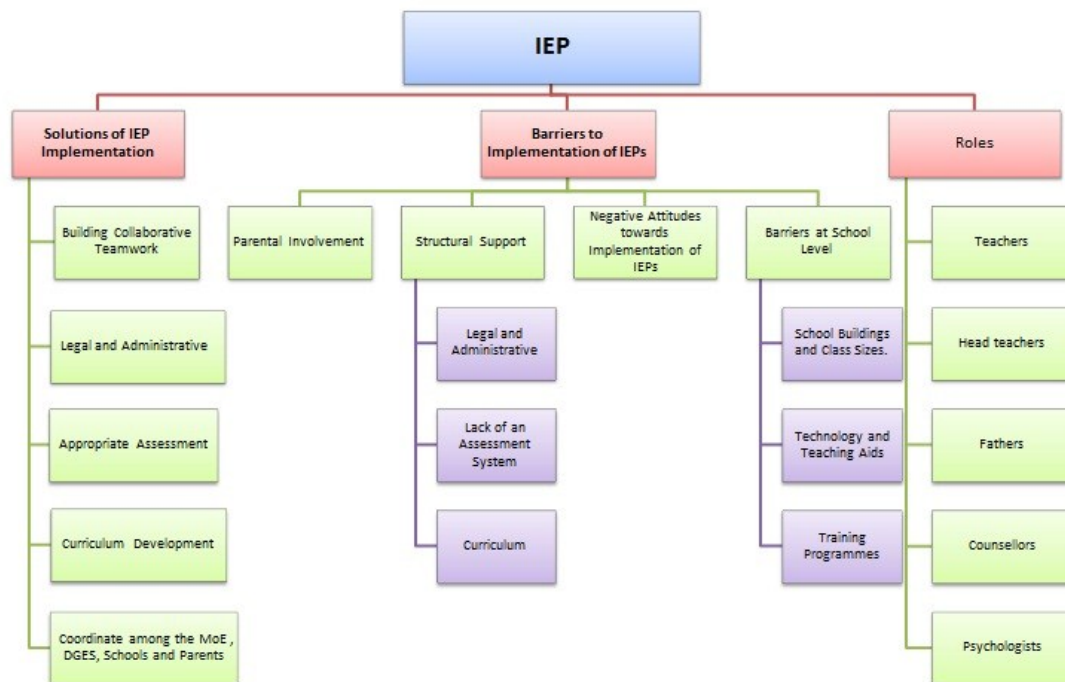 IEP
Solutions of IEP
Implementation
Barriers to
Implementation of IEPs
Roles
Building Collaborative
Teamwork
Parental Involvement
Structural Support
Negative Attitudes
towards
Implementation of
IEPs
Barriers at School
Level
Teachers
Legal and Administrative
Legal and
Administrative
School Buildings
and Class Sizes.
Head teachers
Appropriate Assessment
Lack of an
Assessment
System
Technology and
Teaching Aids
Fathers
Curriculum Development
Curriculum
Training
Programmes
Counsellors
Coordinate among the MoE ,
DGES, Schools and Parents
Psychologists